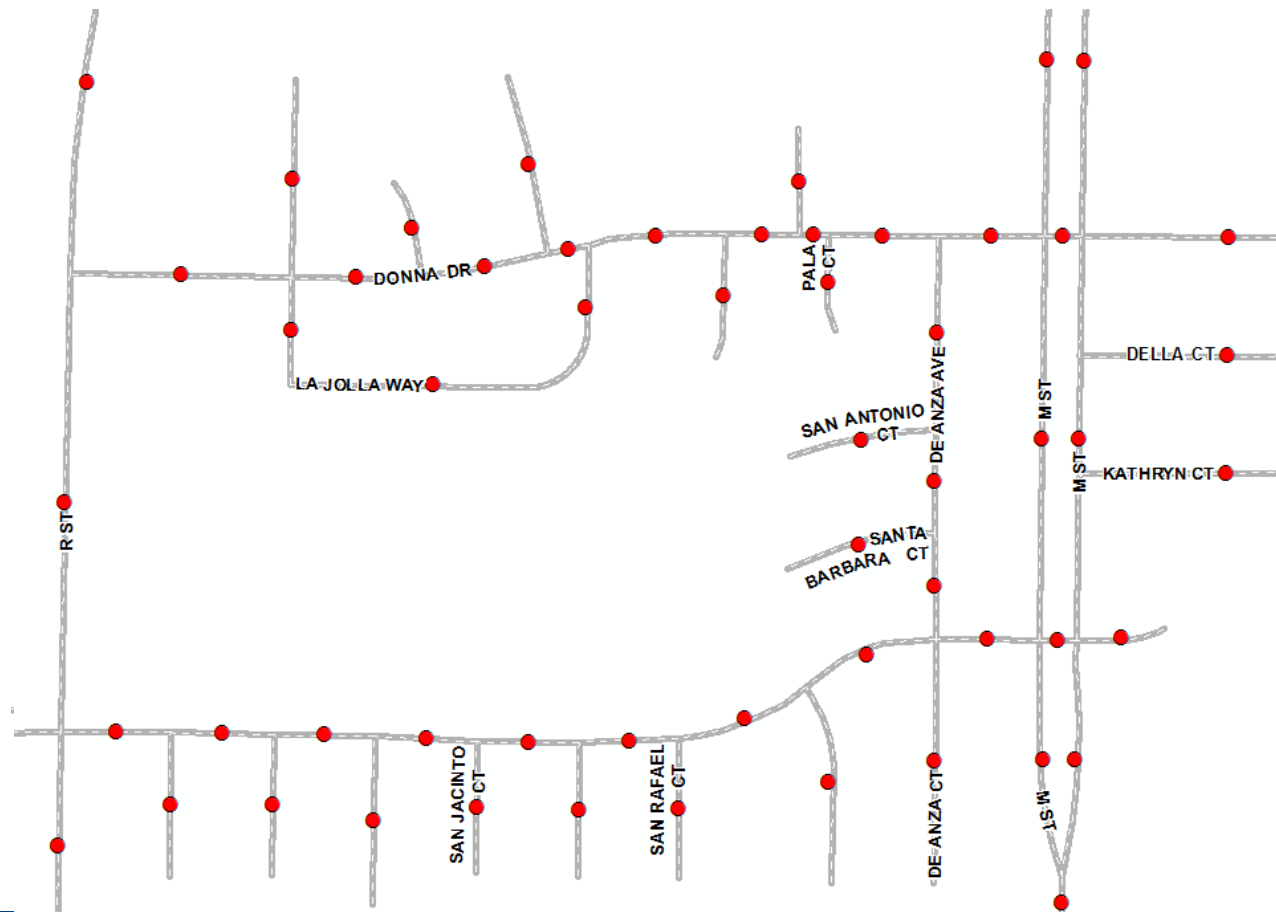 PALA
CT
DONNA DR
DELLA CT
LA JOLLA WAY
DE ANZA AVE
M ST
SAN ANTONIO
CT
M ST
KATHRYN CT
R ST
SANTA
BARBARA CT
SAN JACINTO
CT
SAN RAFAEL
CT
DE ANZA CT
M ST